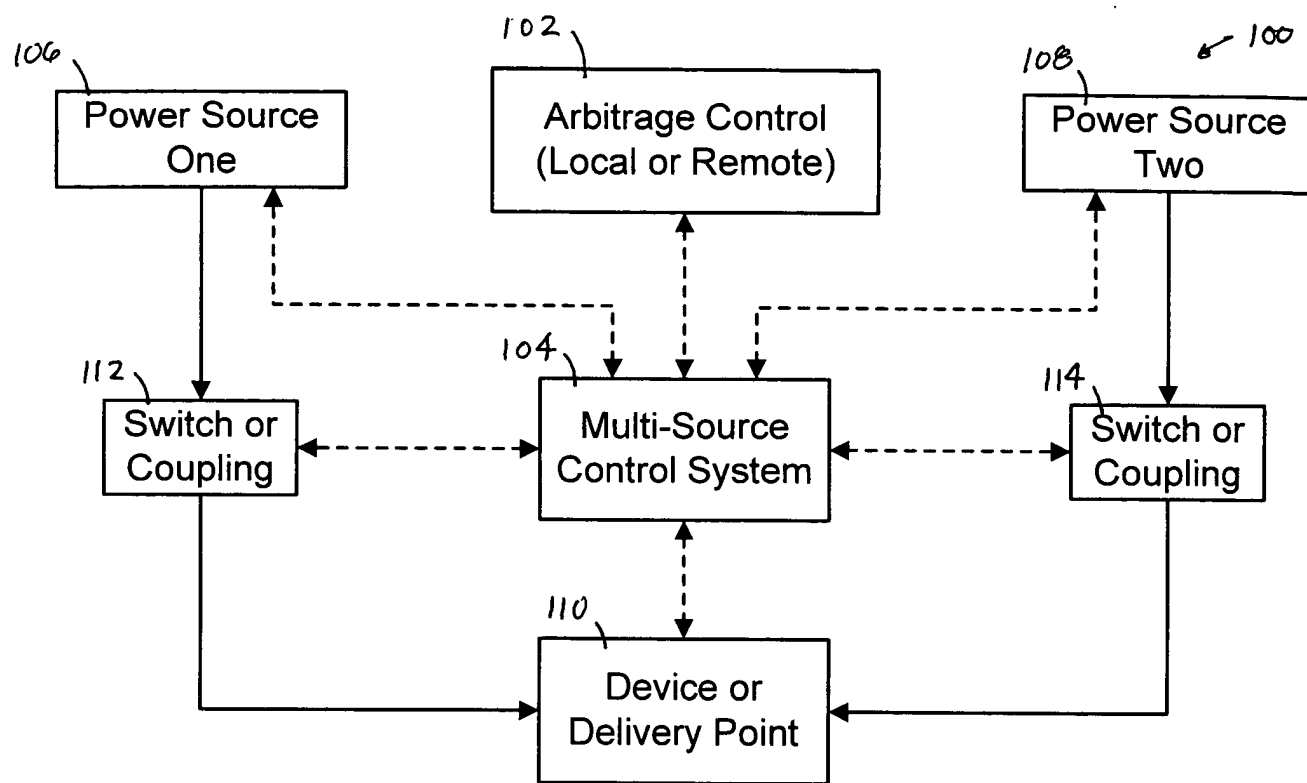 106
102
100
108
Power Source
One
Arbitrage Control
(Local or Remote)
Power Source
Two
112
104
114
Switch or
Coupling
Multi-Source
Control System
Switch or
Coupling
110
Device or
Delivery Point